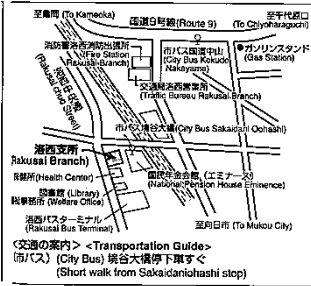 至亀岡 (To Kameoka)
国道9号線(Route 9)
至千代原口
(To Chiyoharaguchi)
消防署洛西消防出張所
(Fire Station
Rakusai Branch)
市バス国道中山
(City Bus Kokudo
Nakayama)
●ガソリンスタンド
(Gas Station)
(Rakusai Chuo Street)
交通局洛西営業所
(Traffic Bureau Rakusai Branch)
市バス境谷大橋(City Bus Sakaidani Oohashi)
洛西支所
(Rakusai Branch)
保健所(Health Center)
図書館 (Library)
福祉事務所 (Welfare Office)
洛西バスターミナル
(Rakusai Bus Terminal)
国民年金会館 (エミナース)
(National Pension House Eminence)
至向日市 (To Mukou City)
〈交通の案内〉 <Transportation Guide>
(市バス) (City Bus) 境谷大橋停下車すぐ
(Short walk from Sakaidaniohashi stop)